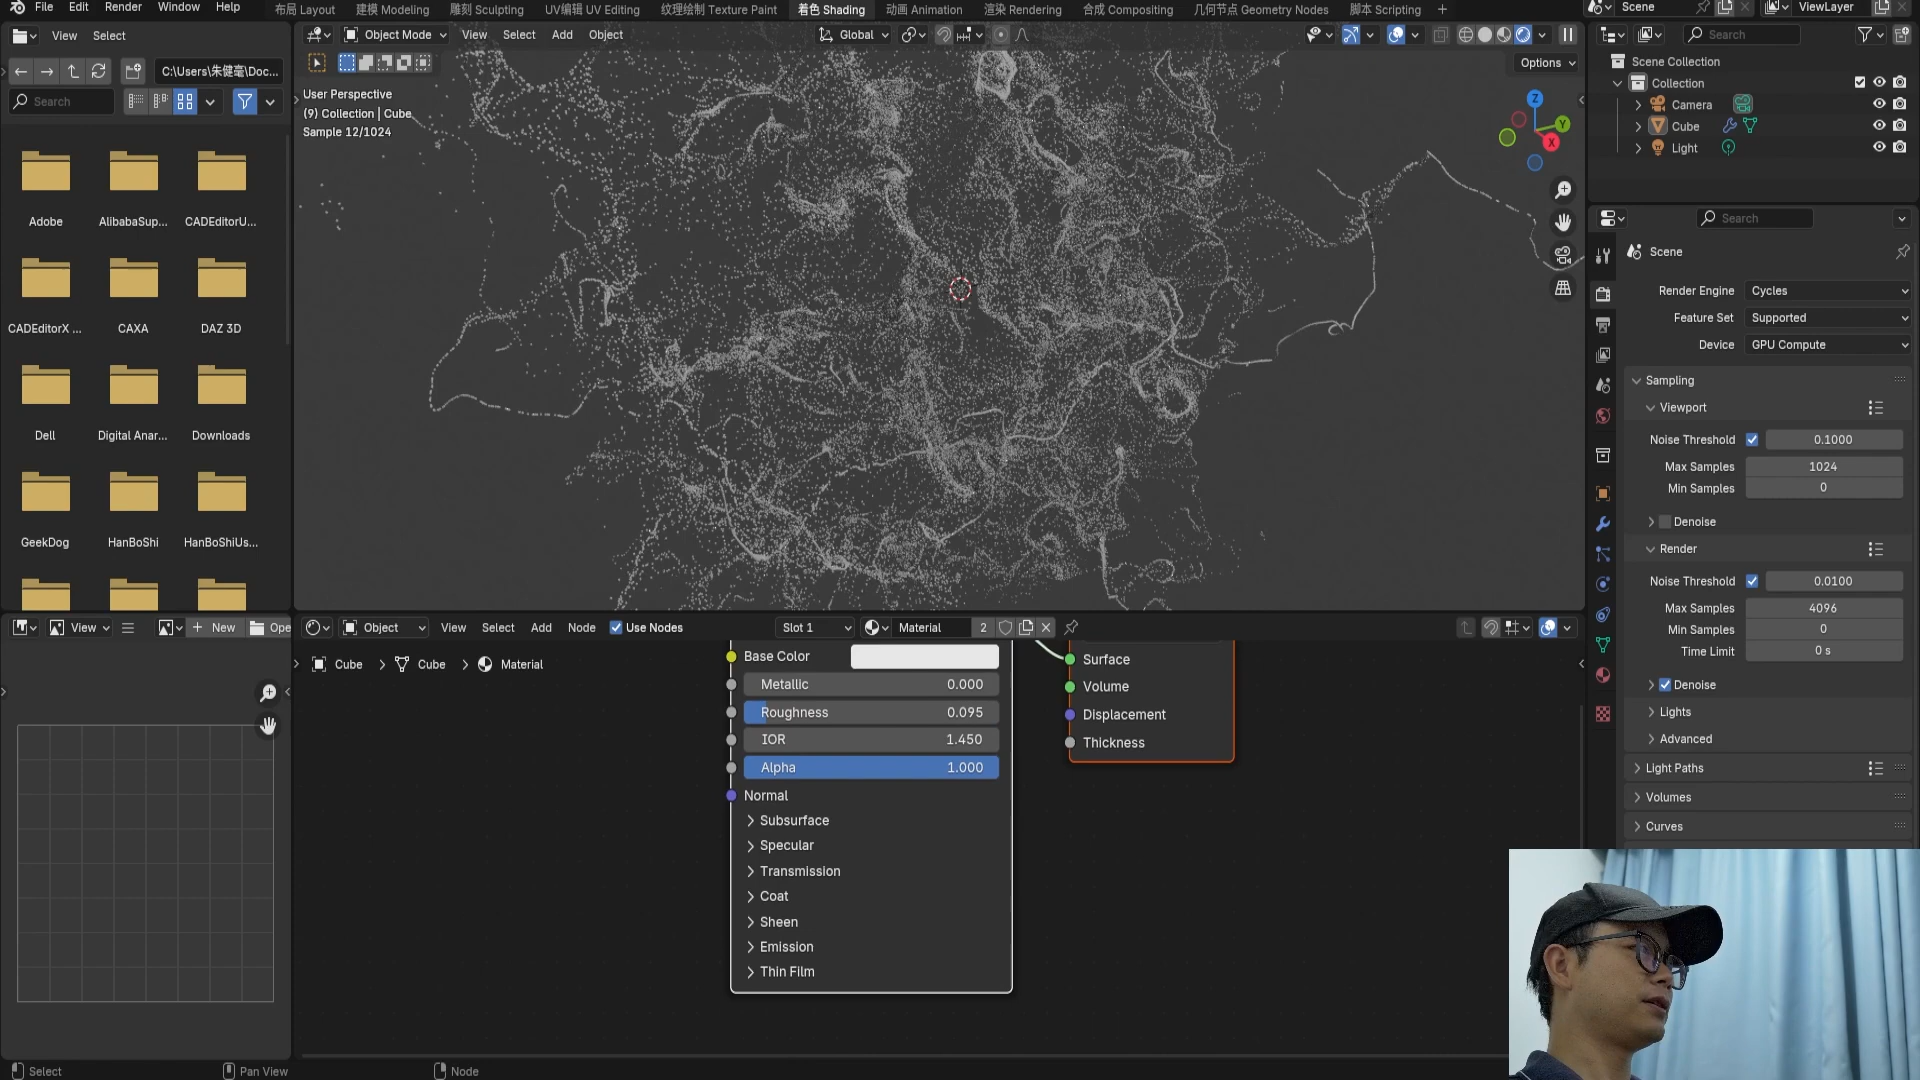 File Edit Render Window Help
布局 Layout 建模 Modeling 雕刻 Sculpting UV编辑 UV Editing 纹理绘制 Texture Paint 着色 Shading 动画 Animation 渲染 Rendering 合成 Compositing 几何节点 Geometry Nodes 脚本 Scripting +
Scene
ViewLayer
View Select
C:\Users\朱健毫\Doc...
Search
Adobe AlibabaSup... CADEditorU...
CADEditorX ... CAXA DAZ 3D
Dell Digital Anar... Downloads
GeekDog HanBoShi HanBoShiUs...
Object Mode View Select Add Object Global
Options
User Perspective
(9) Collection | Cube
Sample 12/1024
Z
Y
X
Search
Scene Collection
Collection
Camera
Cube
Light
Search
Scene
Render Engine Cycles
Feature Set Supported
Device GPU Compute
Sampling
Viewport
Noise Threshold 0.1000
Max Samples 1024
Min Samples 0
Denoise
Render
Noise Threshold 0.0100
Max Samples 4096
Min Samples 0
Time Limit 0 s
Denoise
Lights
Advanced
Light Paths
Volumes
Curves
View New Ope
Object View Select Add Node Use Nodes Slot 1 Material 2
Cube > Cube > Material
Base Color
Metallic 0.000
Roughness 0.095
IOR 1.450
Alpha 1.000
Normal
Subsurface
Specular
Transmission
Coat
Sheen
Emission
Thin Film
Surface
Volume
Displacement
Thickness
Select Pan View Node